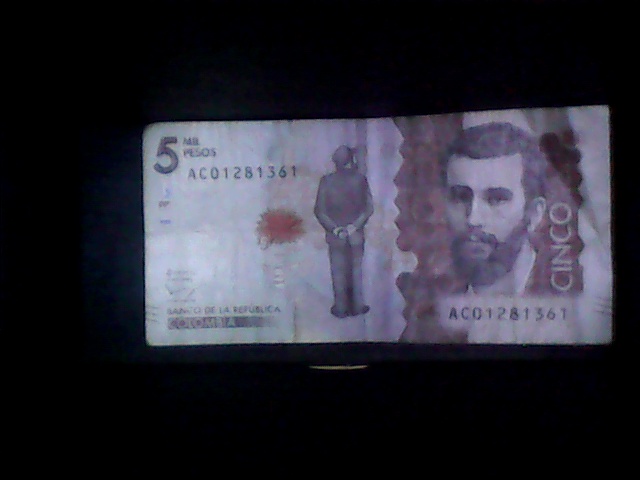 5 MIL
PESOS
AC01281361
BANCO DE LA REPÚBLICA
COLOMBIA
CINCO
AC01281361